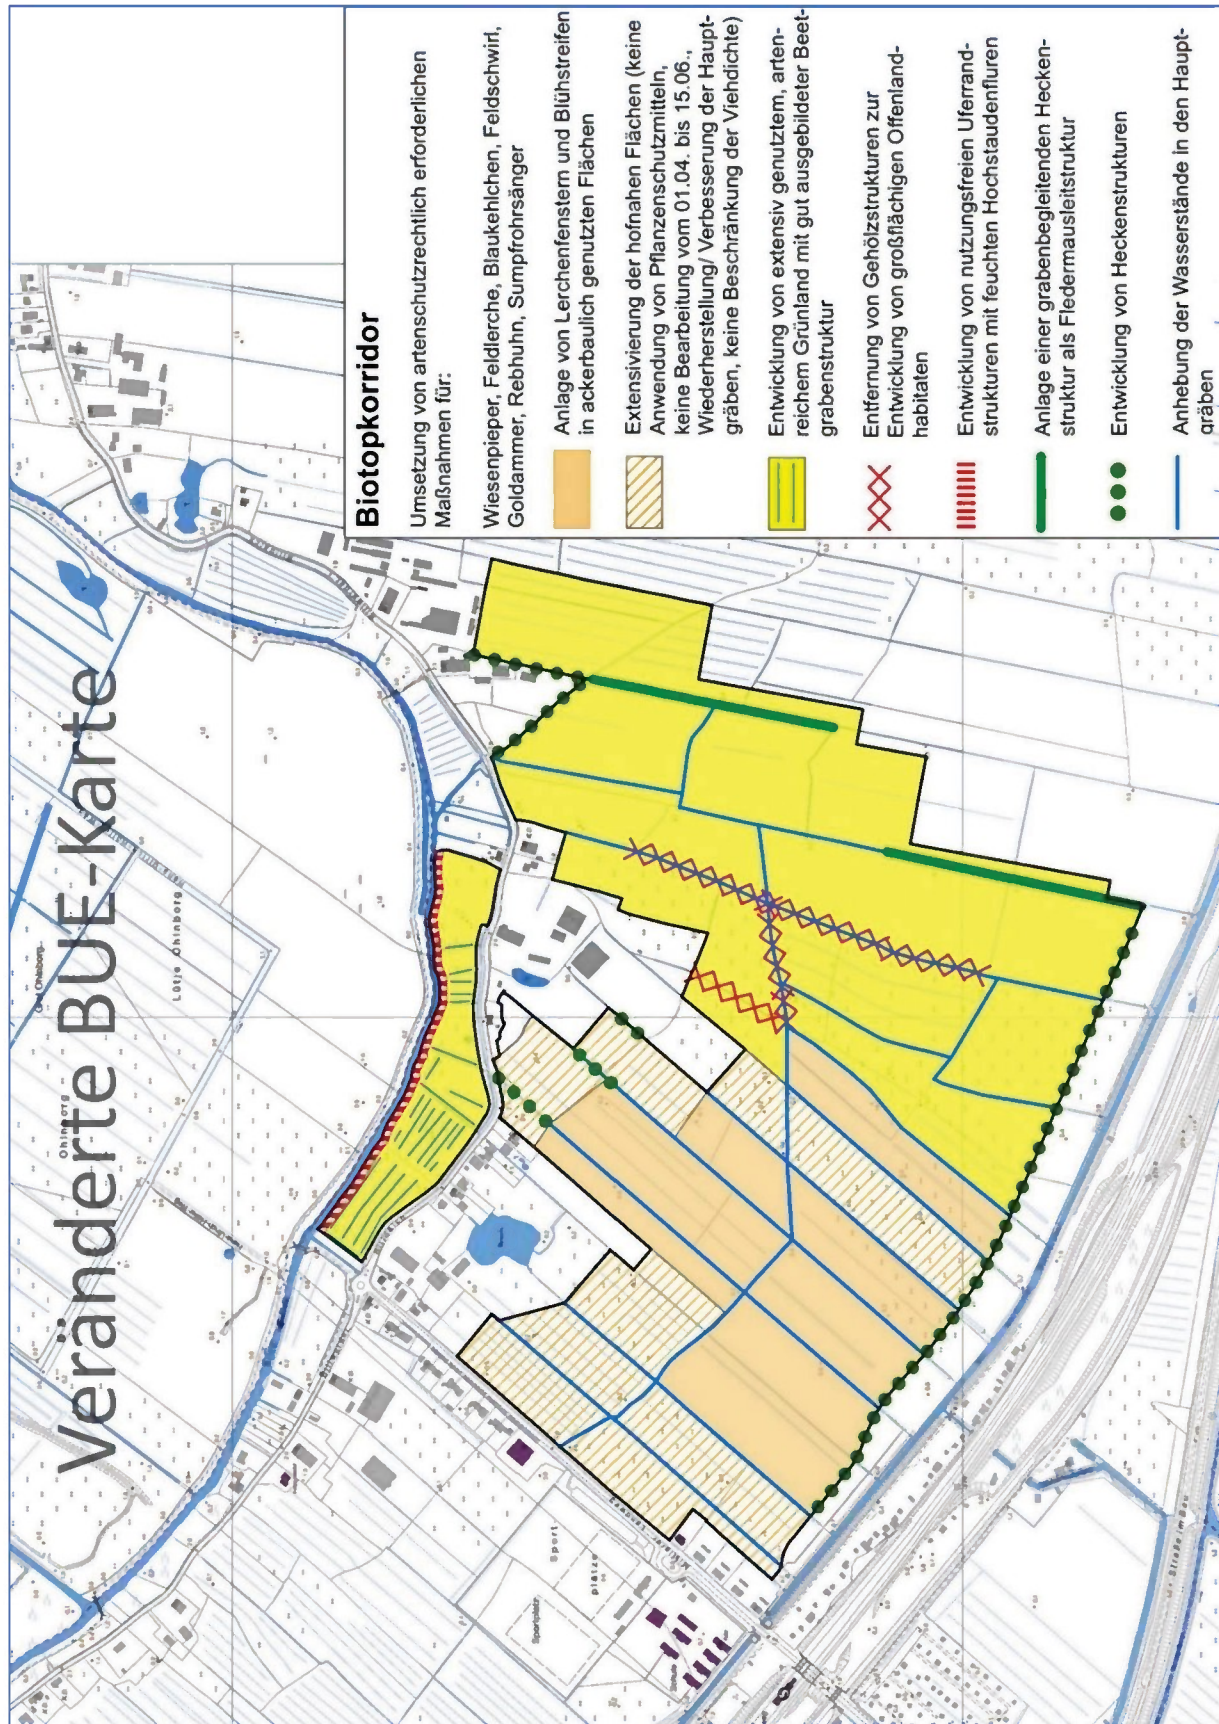 Veränderte BUE-Karte
Biotopkorridor
Umsetzung von artenschutzrechtlich erforderlichen
Maßnahmen für:
Wiesenpieper, Feldlerche, Blaukehlchen, Feldschwirl,
Goldammer, Rebhuhn, Sumpfrohrsänger
Anlage von Lerchenfenstern und Blühstreifen
in ackerbaulich genutzten Flächen
Extensivierung der hofnahen Flächen (keine
Anwendung von Pflanzenschutzmitteln,
keine Bearbeitung vom 01.04. bis 15.06.,
Wiederherstellung/ Verbesserung der Haupt-
gräben, keine Beschränkung der Viehdichte)
Entwicklung von extensiv genutztem, arten-
reichem Grünland mit gut ausgebildeter Beet-
grabenstruktur
Entfernung von Gehölzstrukturen zur
Entwicklung von großflächigen Offenland-
habitaten
Entwicklung von nutzungsfreien Uferrand-
strukturen mit feuchten Hochstaudenfluren
Anlage einer grabenbegleitenden Hecken-
struktur als Fledermausleitstruktur
Entwicklung von Heckenstrukturen
Anhebung der Wasserstände in den Haupt-
gräben
Ohinborg
Lütje Ohinborg
Sport
plätze
Sportplatz
Schule